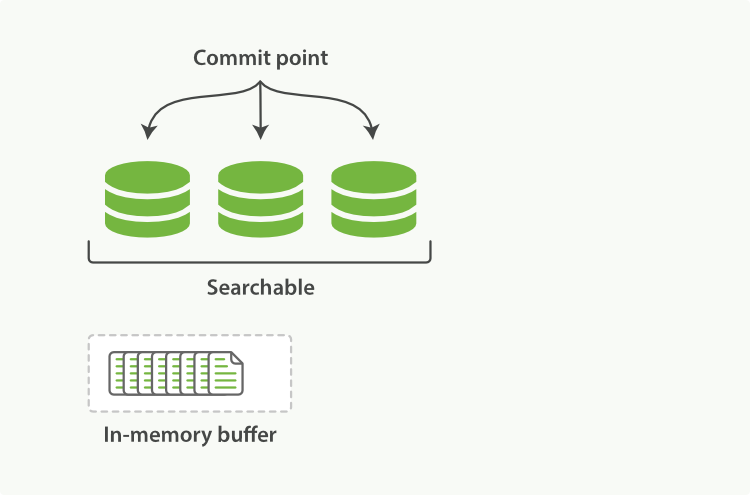 Commit point
Searchable
In-memory buffer